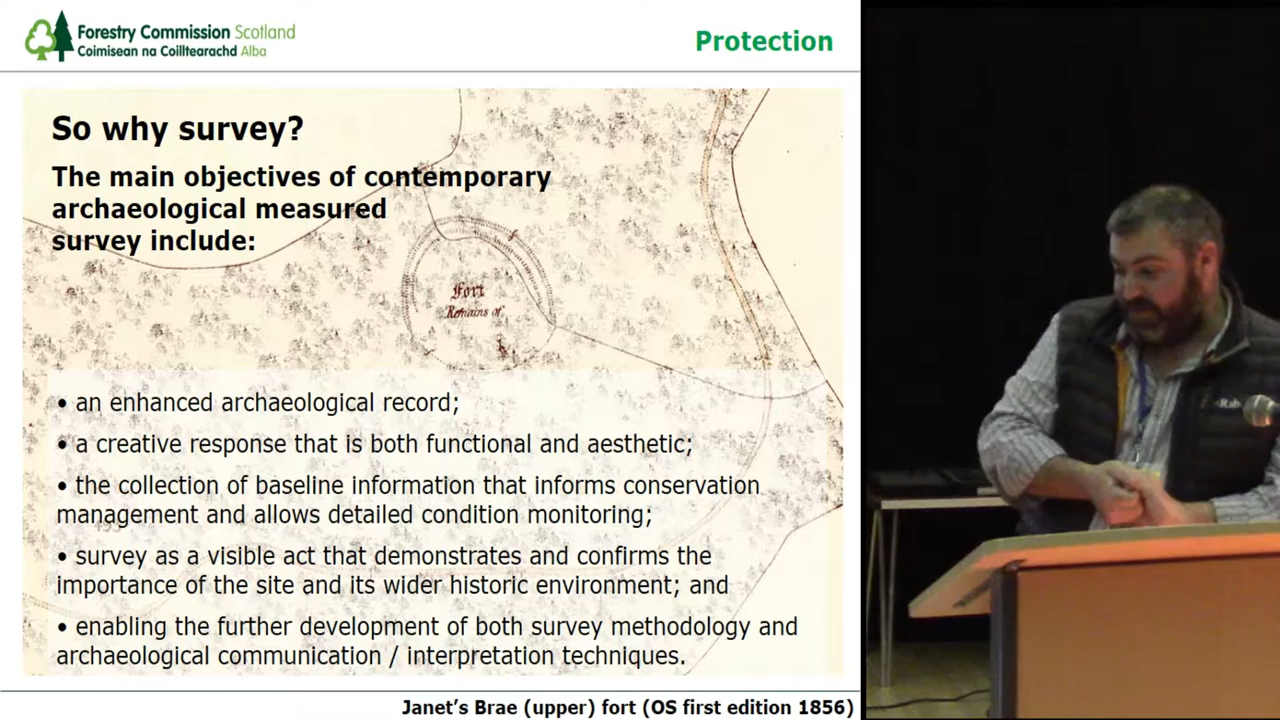 Forestry Commission Scotland
Coimisean na Coilltearachd Alba
Protection
So why survey?
The main objectives of contemporary
archaeological measured
survey include:
Fort
Remains of
• an enhanced archaeological record;
• a creative response that is both functional and aesthetic;
• the collection of baseline information that informs conservation
management and allows detailed condition monitoring;
• survey as a visible act that demonstrates and confirms the
importance of the site and its wider historic environment; and
• enabling the further development of both survey methodology and
archaeological communication / interpretation techniques.
Janet's Brae (upper) fort (OS first edition 1856)
Rab